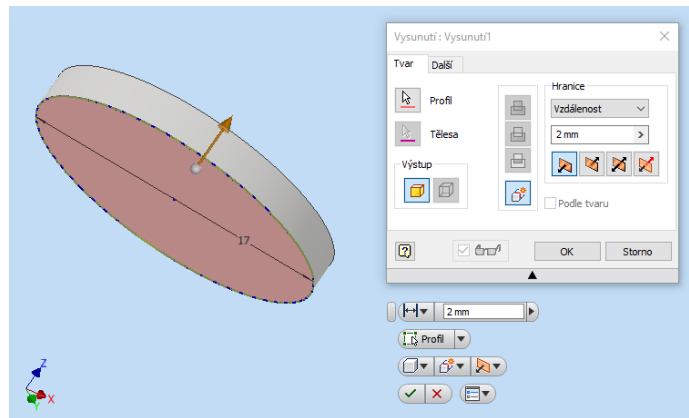 Vysunutí : Vysunutí1
Tvar
Další
Profil
Tělesa
Výstup
Hranice
Vzdálenost
2 mm
Podle tvaru
OK
Storno
17
2 mm
Profil
Z
Y
X